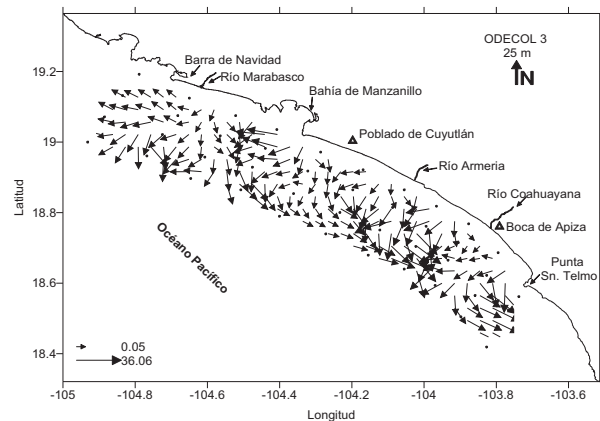 ODECOL 3
25 m
N
Barra de Navidad
Río Marabasco
Bahía de Manzanillo
Poblado de Cuyutlán
Río Armeria
Río Coahuayana
Boca de Apiza
Punta
Sn. Telmo
Océano Pacífico
0.05
36.06
Latitud
19.2
19
18.8
18.6
18.4
-105
-104.8
-104.6
-104.4
-104.2
-104
-103.8
-103.6
Longitud